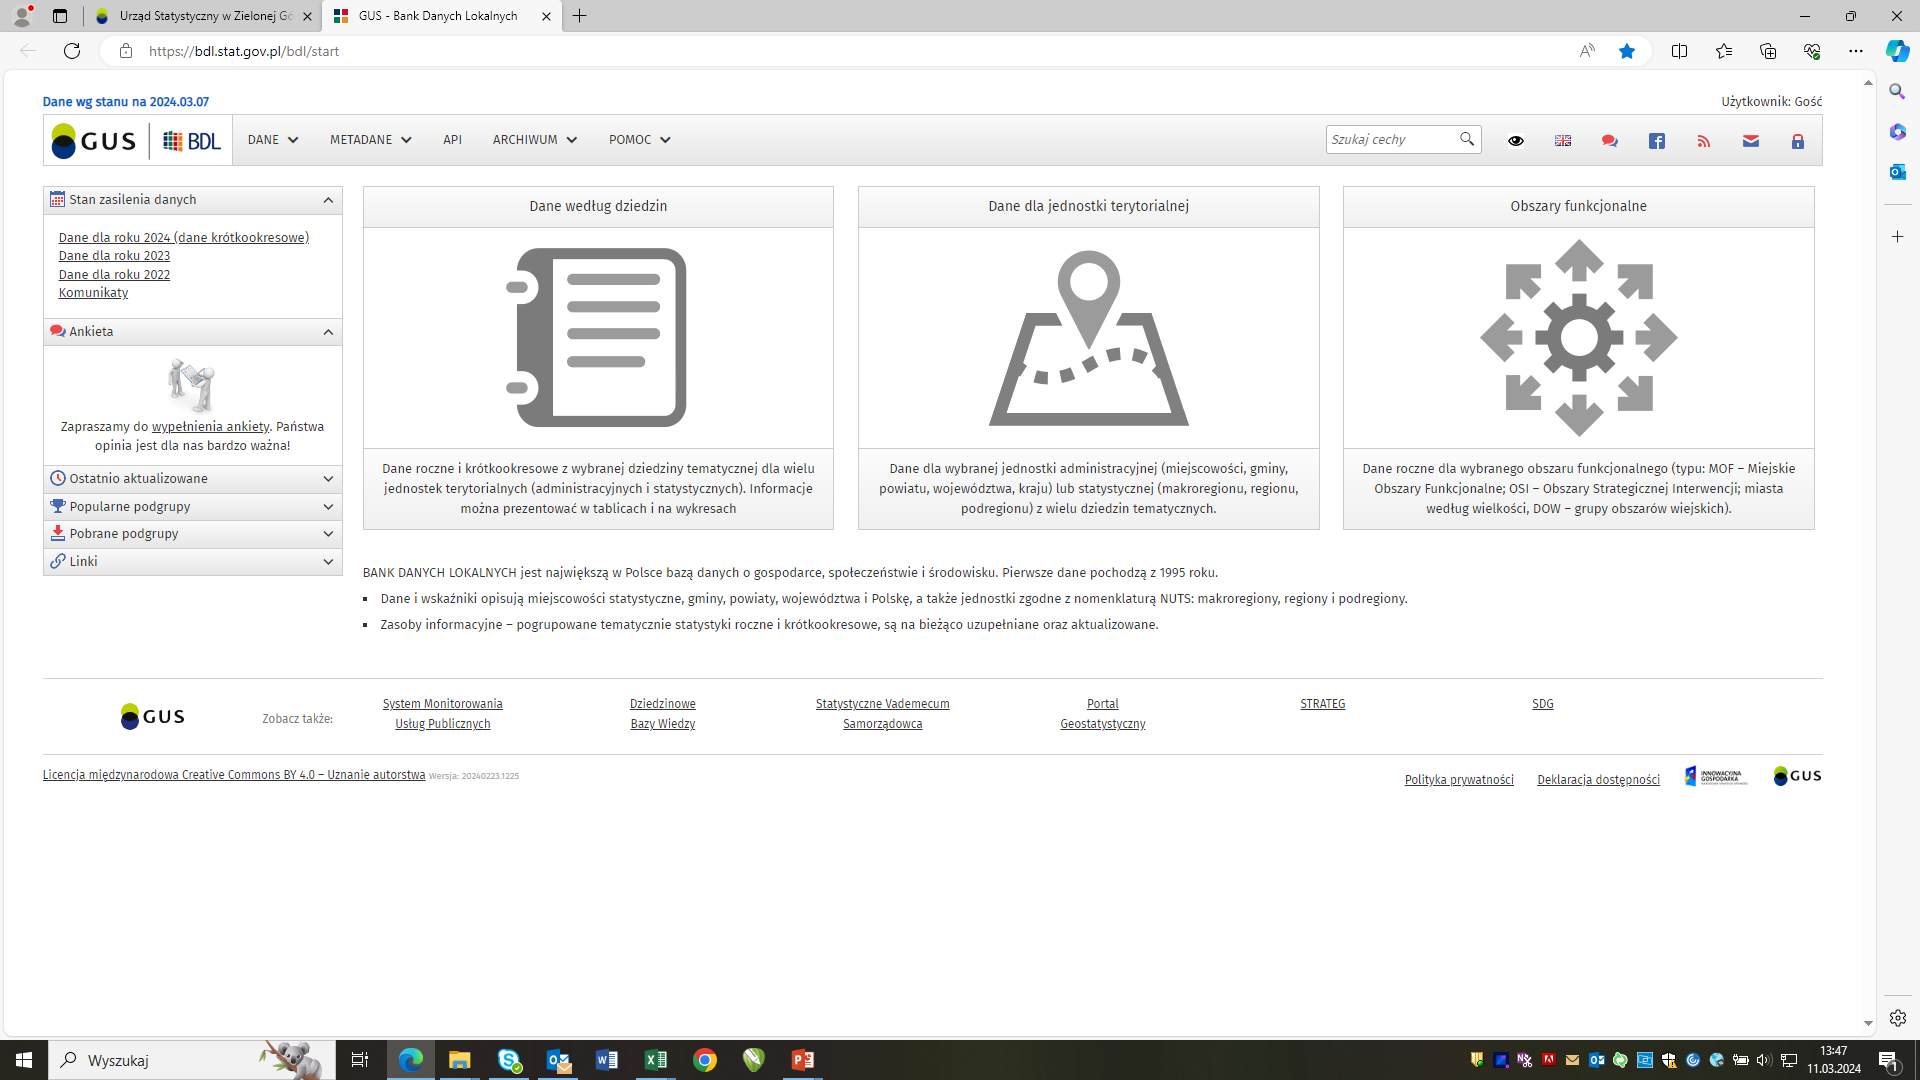 Urząd Statystyczny w Zielonej Gó
GUS - Bank Danych Lokalnych
https://bdl.stat.gov.pl/bdl/start
Dane wg stanu na 2024.03.07
Użytkownik: Gość
GUS BDL DANE METADANE API ARCHIWUM POMOC Szukaj cechy
Stan zasilenia danych
Dane dla roku 2024 (dane krótkookresowe)
Dane dla roku 2023
Dane dla roku 2022
Komunikaty
Ankieta
Zapraszamy do wypełnienia ankiety. Państwa
opinia jest dla nas bardzo ważna!
Ostatnio aktualizowane
Popularne podgrupy
Pobrane podgrupy
Linki
Dane według dziedzin
Dane roczne i krótkookresowe z wybranej dziedziny tematycznej dla wielu
jednostek terytorialnych (administracyjnych i statystycznych). Informacje
można prezentować w tablicach i na wykresach
Dane dla jednostki terytorialnej
Dane dla wybranej jednostki administracyjnej (miejscowości, gminy,
powiatu, województwa, kraju) lub statystycznej (makroregionu, regionu,
podregionu) z wielu dziedzin tematycznych.
Obszary funkcjonalne
Dane roczne dla wybranego obszaru funkcjonalnego (typu: MOF – Miejskie
Obszary Funkcjonalne; OSI – Obszary Strategicznej Interwencji; miasta
według wielkości, DOW – grupy obszarów wiejskich).
BANK DANYCH LOKALNYCH jest największą w Polsce bazą danych o gospodarce, społeczeństwie i środowisku. Pierwsze dane pochodzą z 1995 roku.
▪ Dane i wskaźniki opisują miejscowości statystyczne, gminy, powiaty, województwa i Polskę, a także jednostki zgodne z nomenklaturą NUTS: makroregiony, regiony i podregiony.
▪ Zasoby informacyjne – pogrupowane tematycznie statystyki roczne i krótkookresowe, są na bieżąco uzupełniane oraz aktualizowane.
GUS
Zobacz także:
System Monitorowania
Usług Publicznych
Dziedzinowe
Bazy Wiedzy
Statystyczne Vademecum
Samorządowca
Portal
Geostatystyczny
STRATEG
SDG
Licencja międzynarodowa Creative Commons BY 4.0 – Uznanie autorstwa Wersja: 20240223.1225
Polityka prywatności
Deklaracja dostępności
INNOWACYJNA
GOSPODARKA
GUS
Wyszukaj
13:47
11.03.2024
1